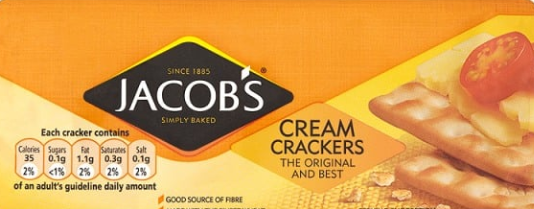 SINCE 1885
JACOB'S®
SIMPLY BAKED
CREAM
CRACKERS
THE ORIGINAL
AND BEST
Each cracker contains
Calories Sugars Fat Saturates Salt
35 0.1g 1.1g 0.3g 0.1g
2% <1% 2% 2% 2%
of an adult's guideline daily amount
GOOD SOURCE OF FIBRE